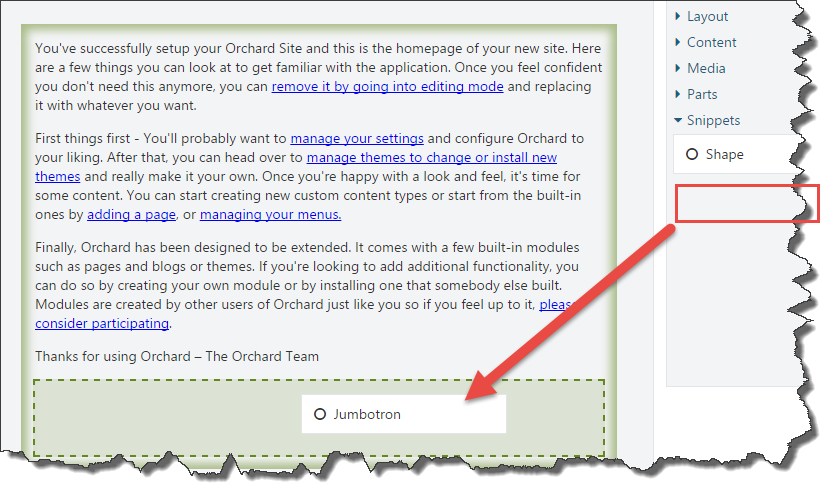 You've successfully setup your Orchard Site and this is the homepage of your new site. Here
are a few things you can look at to get familiar with the application. Once you feel confident
you don't need this anymore, you can remove it by going into editing mode and replacing
it with whatever you want.
First things first - You'll probably want to manage your settings and configure Orchard to
your liking. After that, you can head over to manage themes to change or install new
themes and really make it your own. Once you're happy with a look and feel, it's time for
some content. You can start creating new custom content types or start from the built-in
ones by adding a page, or managing your menus.
Finally, Orchard has been designed to be extended. It comes with a few built-in modules
such as pages and blogs or themes. If you're looking to add additional functionality, you
can do so by creating your own module or by installing one that somebody else built.
Modules are created by other users of Orchard just like you so if you feel up to it, please
consider participating.
Thanks for using Orchard – The Orchard Team
Jumbotron
Layout
Content
Media
Parts
Snippets
Shape